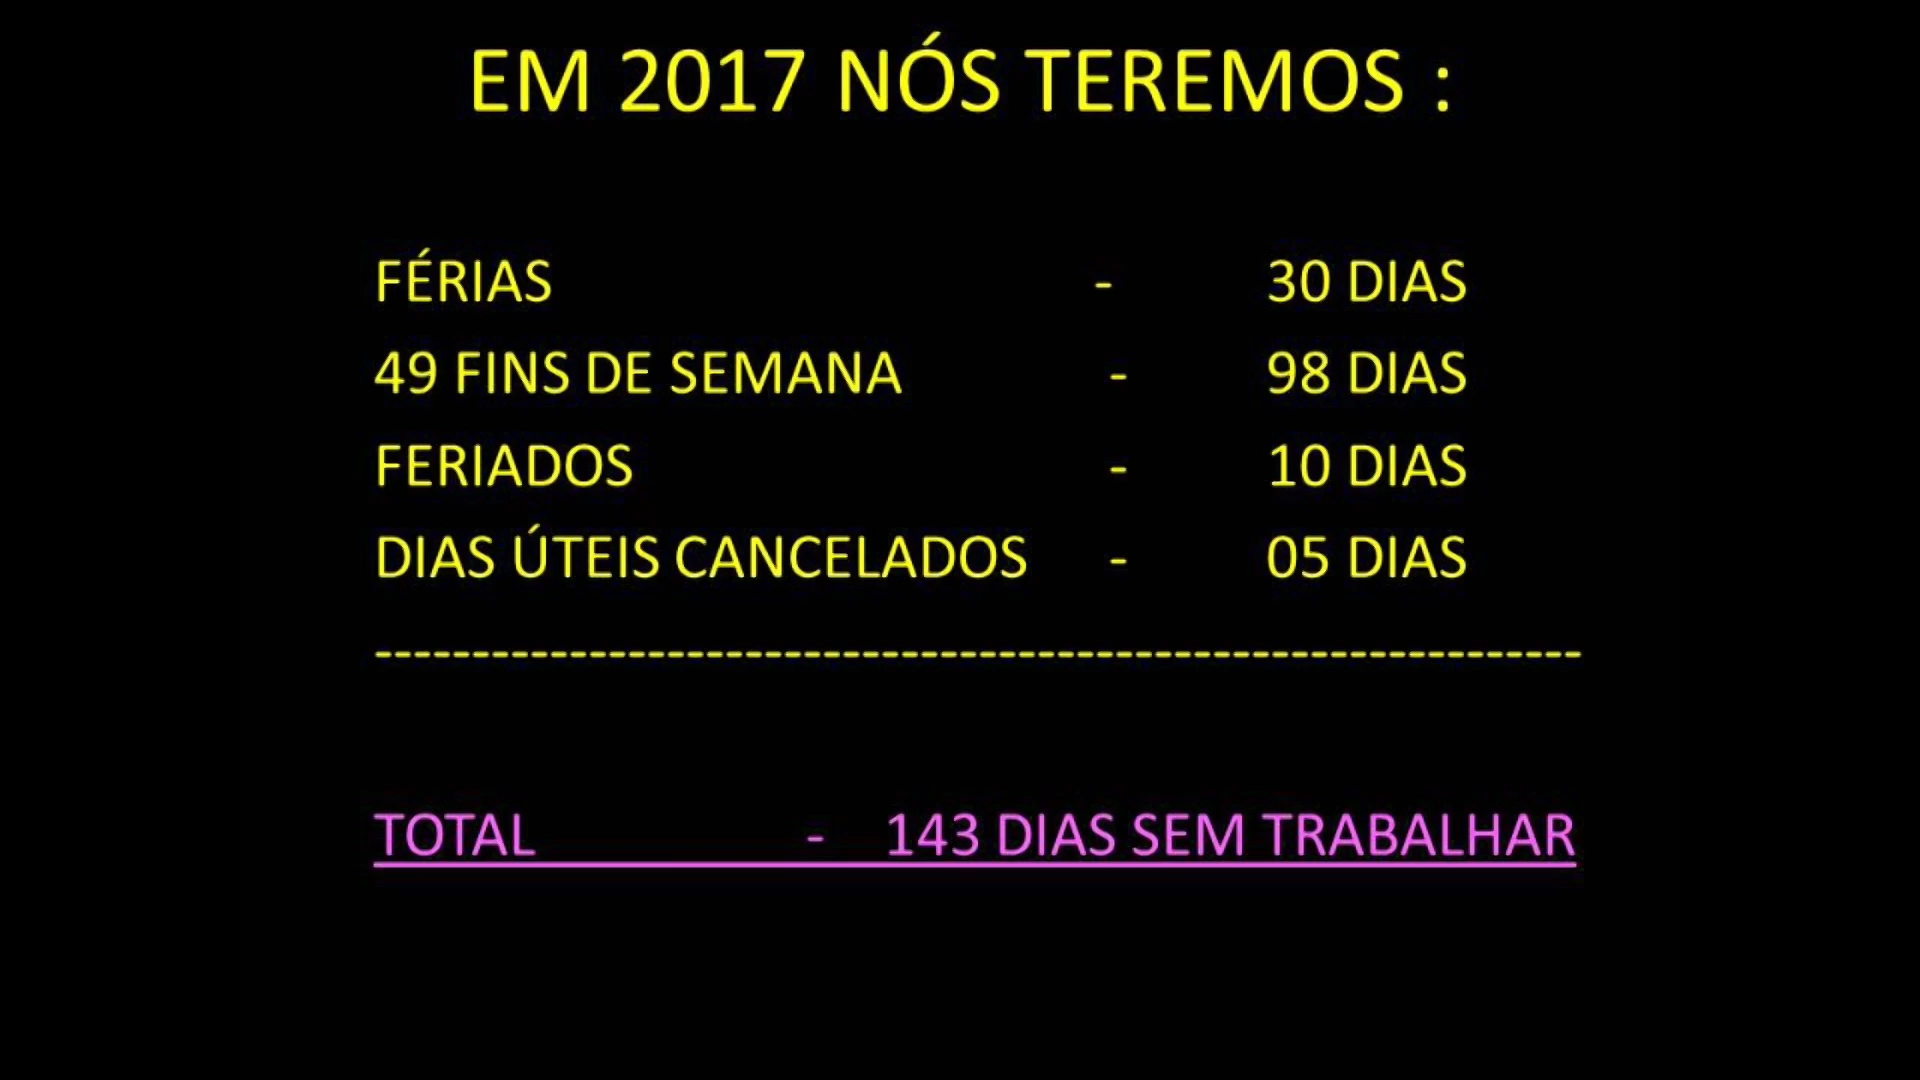 EM 2017 NÓS TEREMOS :
FÉRIAS - 30 DIAS
49 FINS DE SEMANA - 98 DIAS
FERIADOS - 10 DIAS
DIAS ÚTEIS CANCELADOS - 05 DIAS
--------------------------------------------------------------
TOTAL - 143 DIAS SEM TRABALHAR